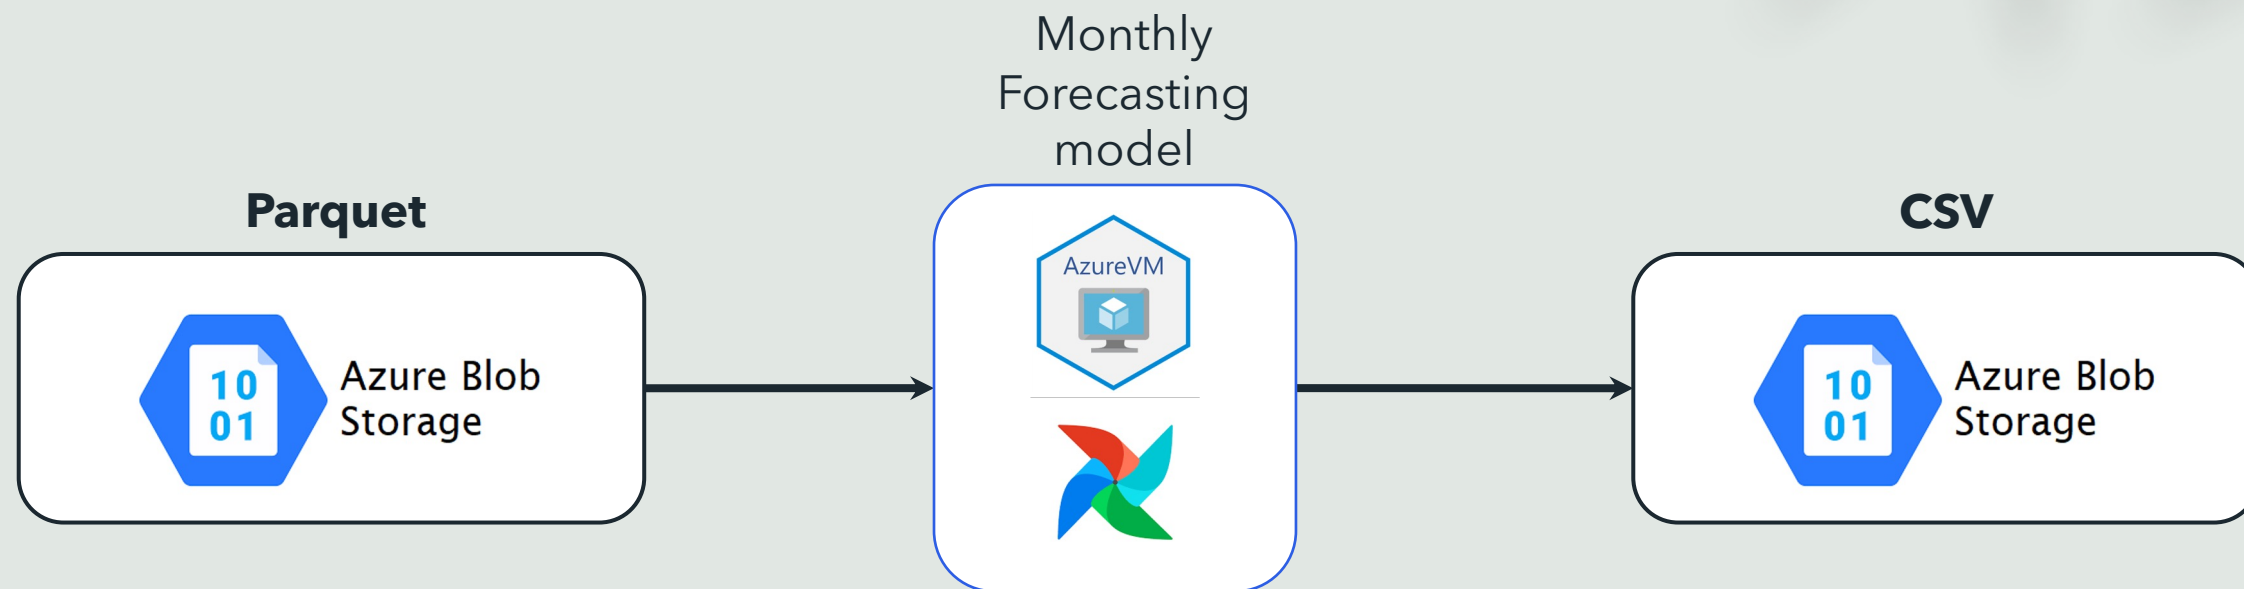 Monthly
Forecasting
model
Parquet
10
01
Azure Blob
Storage
AzureVM
CSV
10
01
Azure Blob
Storage